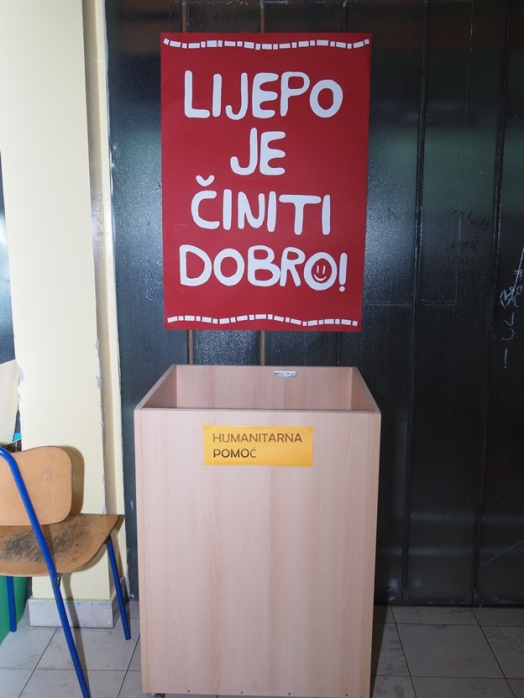 LIJEPO
JE
ČINITI
DOBRO!
HUMANITARNA
POMOĆ